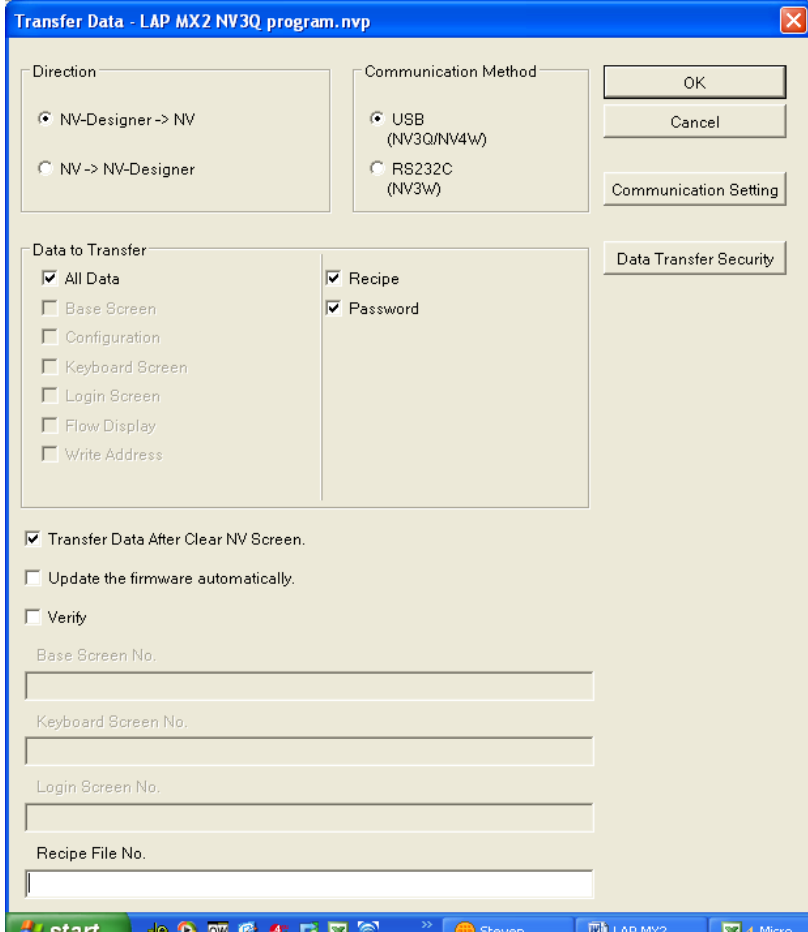 Transfer Data - LAP MX2 NV3Q program.nvp
Direction
NV-Designer -> NV
NV -> NV-Designer
Communication Method
USB
(NV3Q/NV4W)
RS232C
(NV3W)
OK
Cancel
Communication Setting
Data Transfer Security
Data to Transfer
All Data
Base Screen
Configuration
Keyboard Screen
Login Screen
Flow Display
Write Address
Recipe
Password
Transfer Data After Clear NV Screen.
Update the firmware automatically.
Verify
Base Screen No.
Keyboard Screen No.
Login Screen No.
Recipe File No.
start
Steven
LAP MX2
4 Micro